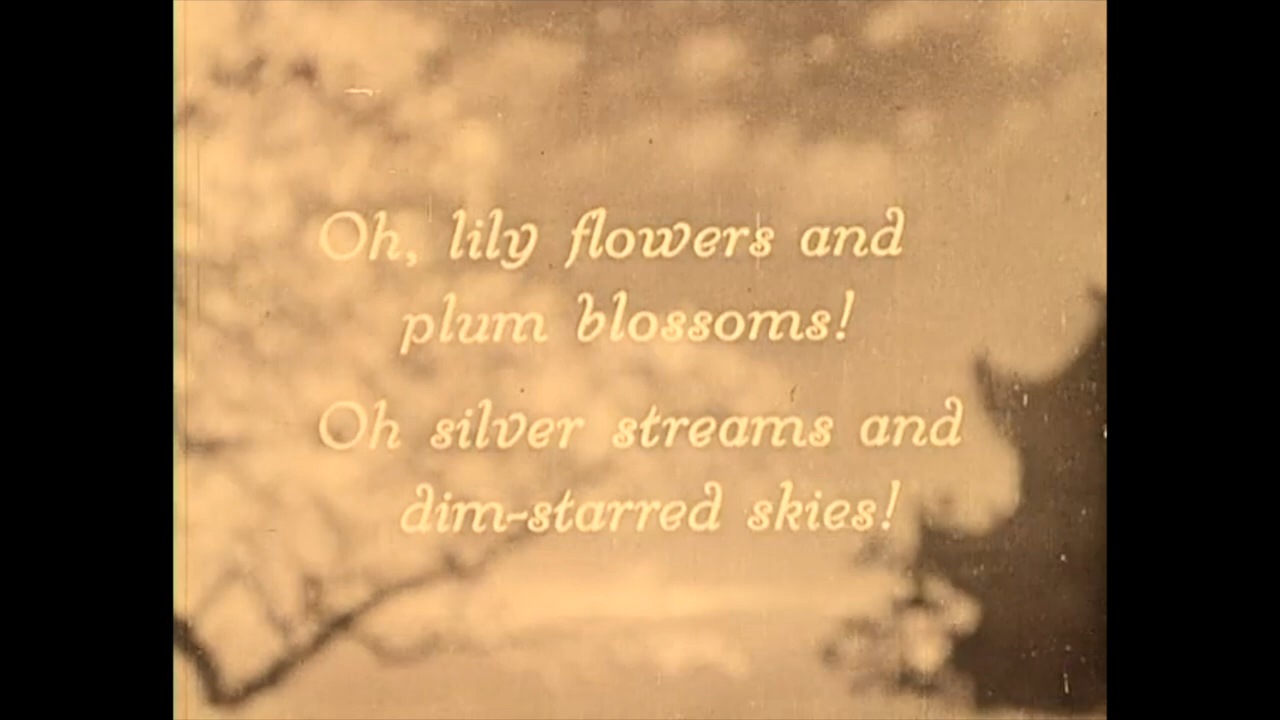 Oh, lily flowers and
plum blossoms!
Oh silver streams and
dim-starred skies!